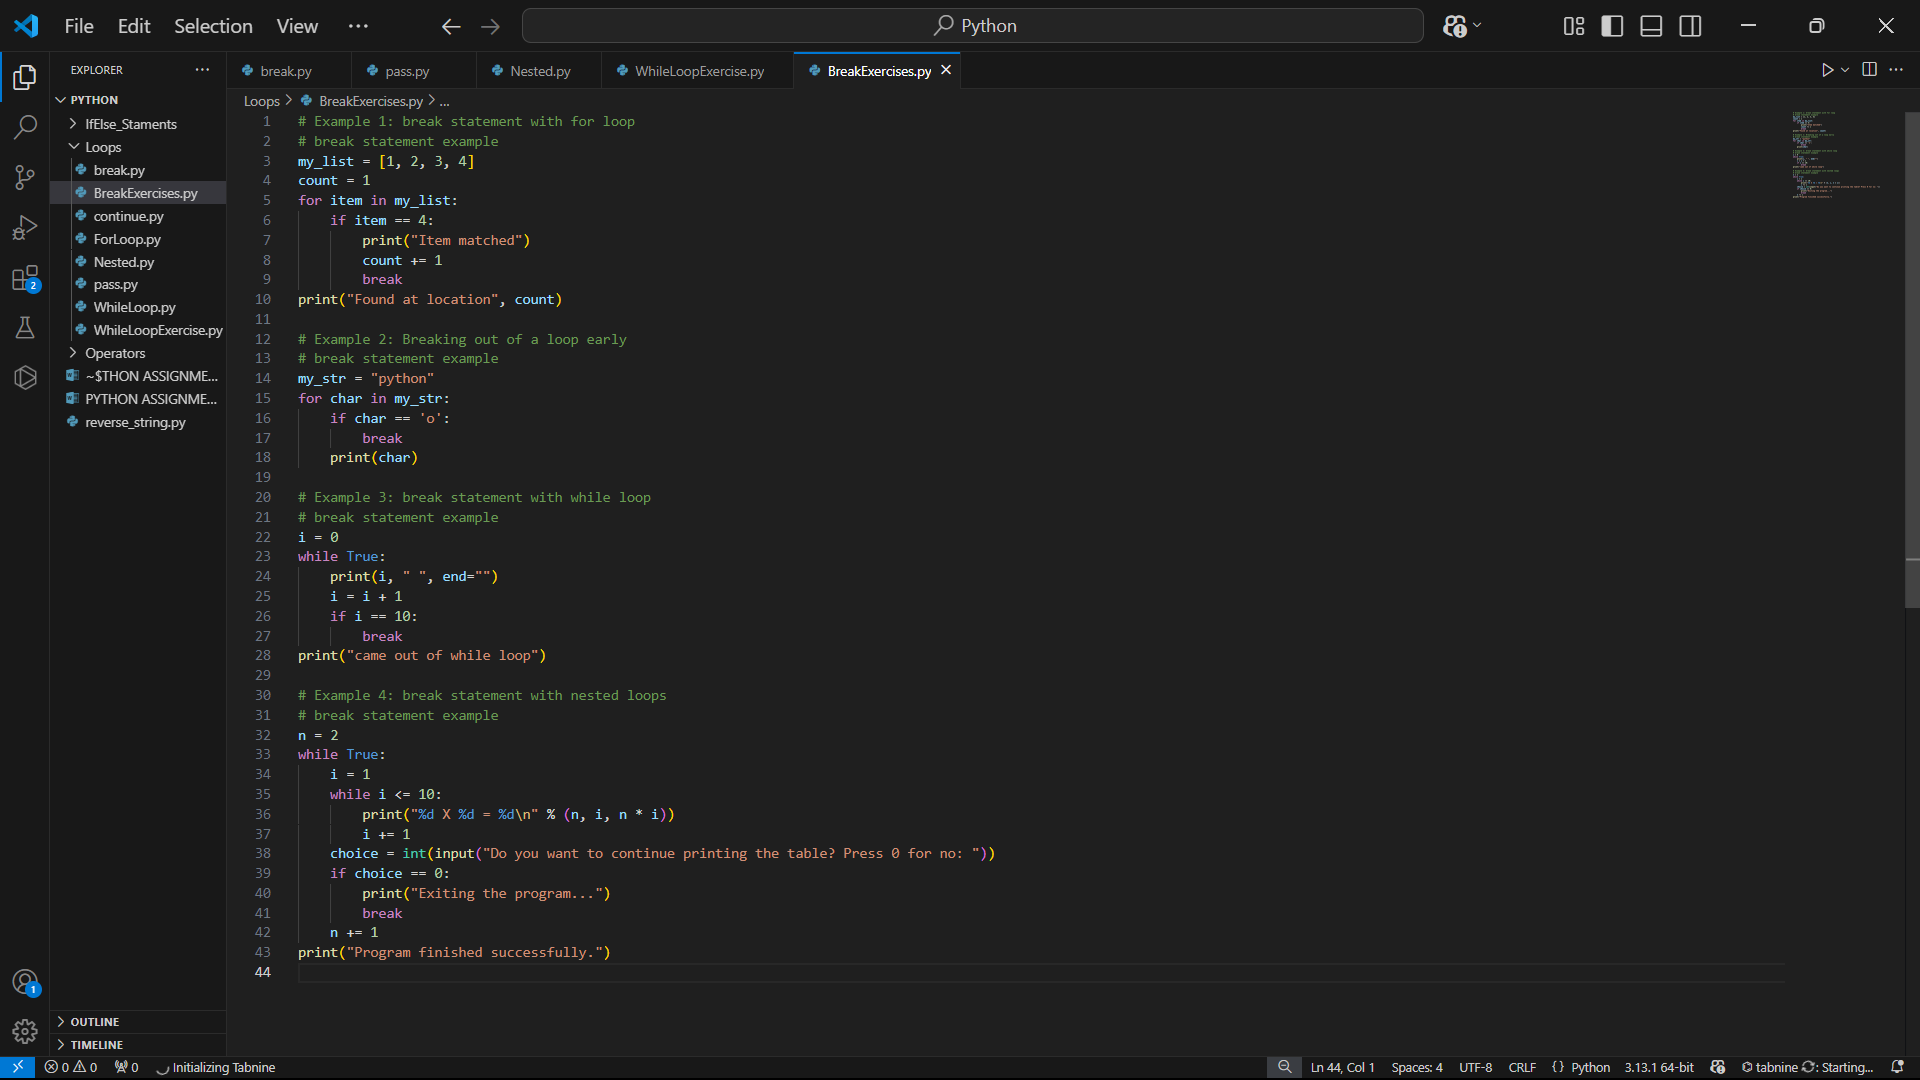 File Edit Selection View ...
Python
EXPLORER ...
PYTHON
IfElse_Staments
Loops
break.py
BreakExercises.py
continue.py
ForLoop.py
Nested.py
pass.py
WhileLoop.py
WhileLoopExercise.py
Operators
~$THON ASSIGNME...
PYTHON ASSIGNME...
reverse_string.py
OUTLINE
TIMELINE
2
1
break.py pass.py Nested.py WhileLoopExercise.py BreakExercises.py
Loops > BreakExercises.py > ...
1 # Example 1: break statement with for loop
2 # break statement example
3 my_list = [1, 2, 3, 4]
4 count = 1
5 for item in my_list:
6     if item == 4:
7         print("Item matched")
8         count += 1
9         break
10 print("Found at location", count)
11
12 # Example 2: Breaking out of a loop early
13 # break statement example
14 my_str = "python"
15 for char in my_str:
16     if char == 'o':
17         break
18     print(char)
19
20 # Example 3: break statement with while loop
21 # break statement example
22 i = 0
23 while True:
24     print(i, " ", end="")
25     i = i + 1
26     if i == 10:
27         break
28 print("came out of while loop")
29
30 # Example 4: break statement with nested loops
31 # break statement example
32 n = 2
33 while True:
34     i = 1
35     while i <= 10:
36         print("%d X %d = %d\n" % (n, i, n * i))
37         i += 1
38     choice = int(input("Do you want to continue printing the table? Press 0 for no: "))
39     if choice == 0:
40         print("Exiting the program...")
41         break
42     n += 1
43 print("Program finished successfully.")
44
0 0 0 Initializing Tabnine
Ln 44, Col 1 Spaces: 4 UTF-8 CRLF {} Python 3.13.1 64-bit tabnine : Starting...